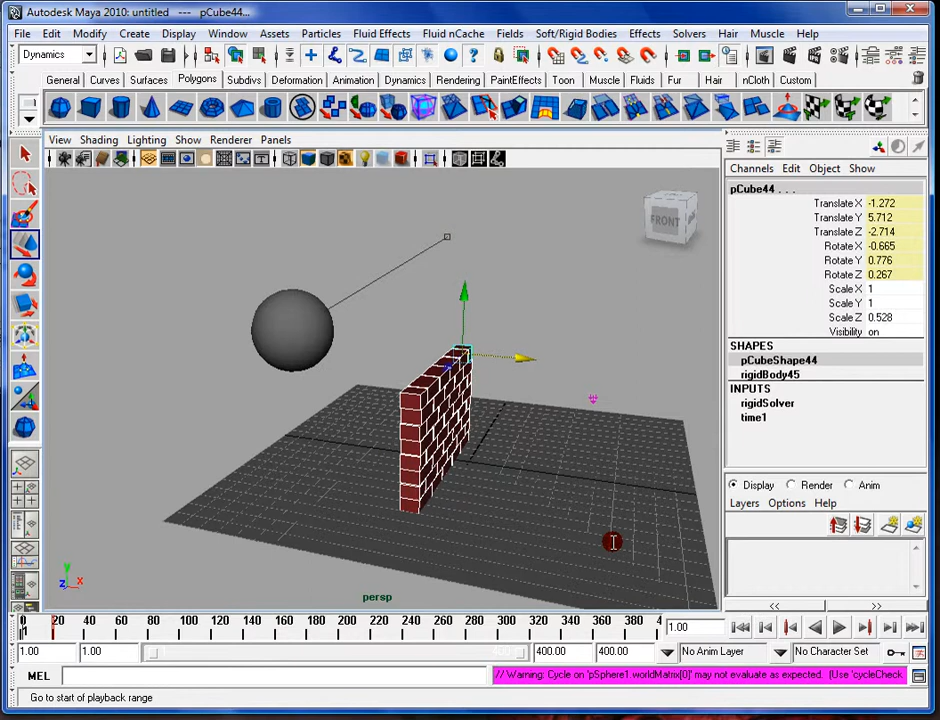 Autodesk Maya 2010: untitled   ---   pCube44...
File Edit Modify Create Display Window Assets Particles Fluid Effects Fluid nCache Fields Soft/Rigid Bodies Effects Solvers Hair Muscle Help
Dynamics
General Curves Surfaces Polygons Subdivs Deformation Animation Dynamics Rendering PaintEffects Toon Muscle Fluids Fur Hair nCloth Custom
View Shading Lighting Show Renderer Panels
Channels Edit Object Show
pCube44 . . .
Translate X -1.272
Translate Y 5.712
Translate Z -2.714
Rotate X -0.665
Rotate Y 0.776
Rotate Z 0.267
Scale X 1
Scale Y 1
Scale Z 0.528
Visibility on
SHAPES
pCubeShape44
rigidBody45
INPUTS
rigidSolver
time1
FRONT
Display Render Anim
Layers Options Help
y
z x
persp
<< >>
0 20 40 60 80 100 120 140 160 180 200 220 240 260 280 300 320 340 360 380 4
1.00
1.00 1.00 400.00 400.00 No Anim Layer No Character Set
MEL // Warning: Cycle on 'pSphere1.worldMatrix[0]' may not evaluate as expected. (Use 'cycleCheck
Go to start of playback range